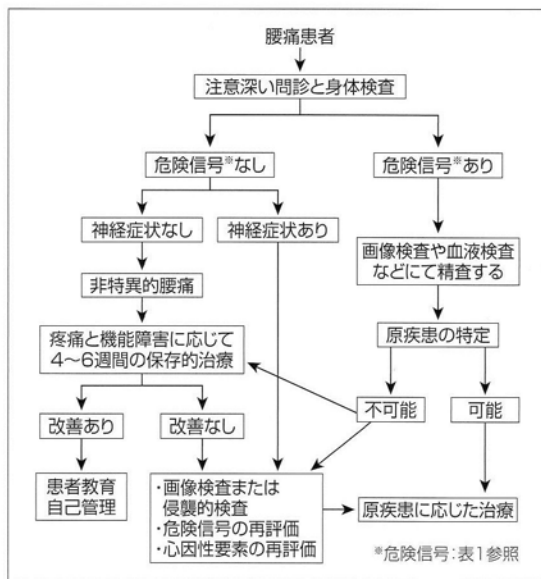 腰痛患者
注意深い問診と身体検査
危険信号※なし
危険信号※あり
神経症状なし
神経症状あり
画像検査や血液検査
などにて精査する
非特異的腰痛
原疾患の特定
疼痛と機能障害に応じて
4〜6週間の保存的治療
不可能
可能
改善あり
改善なし
患者教育
自己管理
・画像検査または
侵襲的検査
・危険信号の再評価
・心因性要素の再評価
原疾患に応じた治療
※危険信号：表1参照